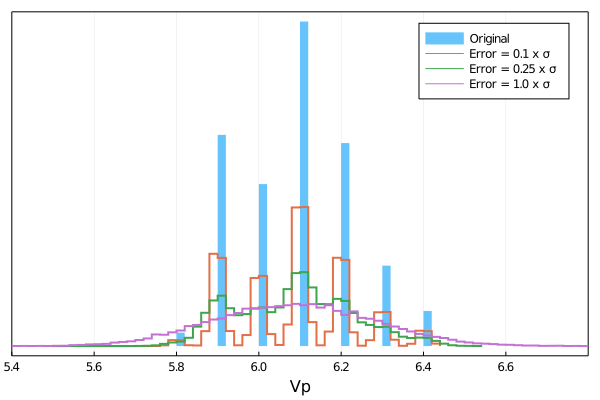 Original
Error = 0.1 x σ
Error = 0.25 x σ
Error = 1.0 x σ
5.4 5.6 5.8 6.0 6.2 6.4 6.6
Vp